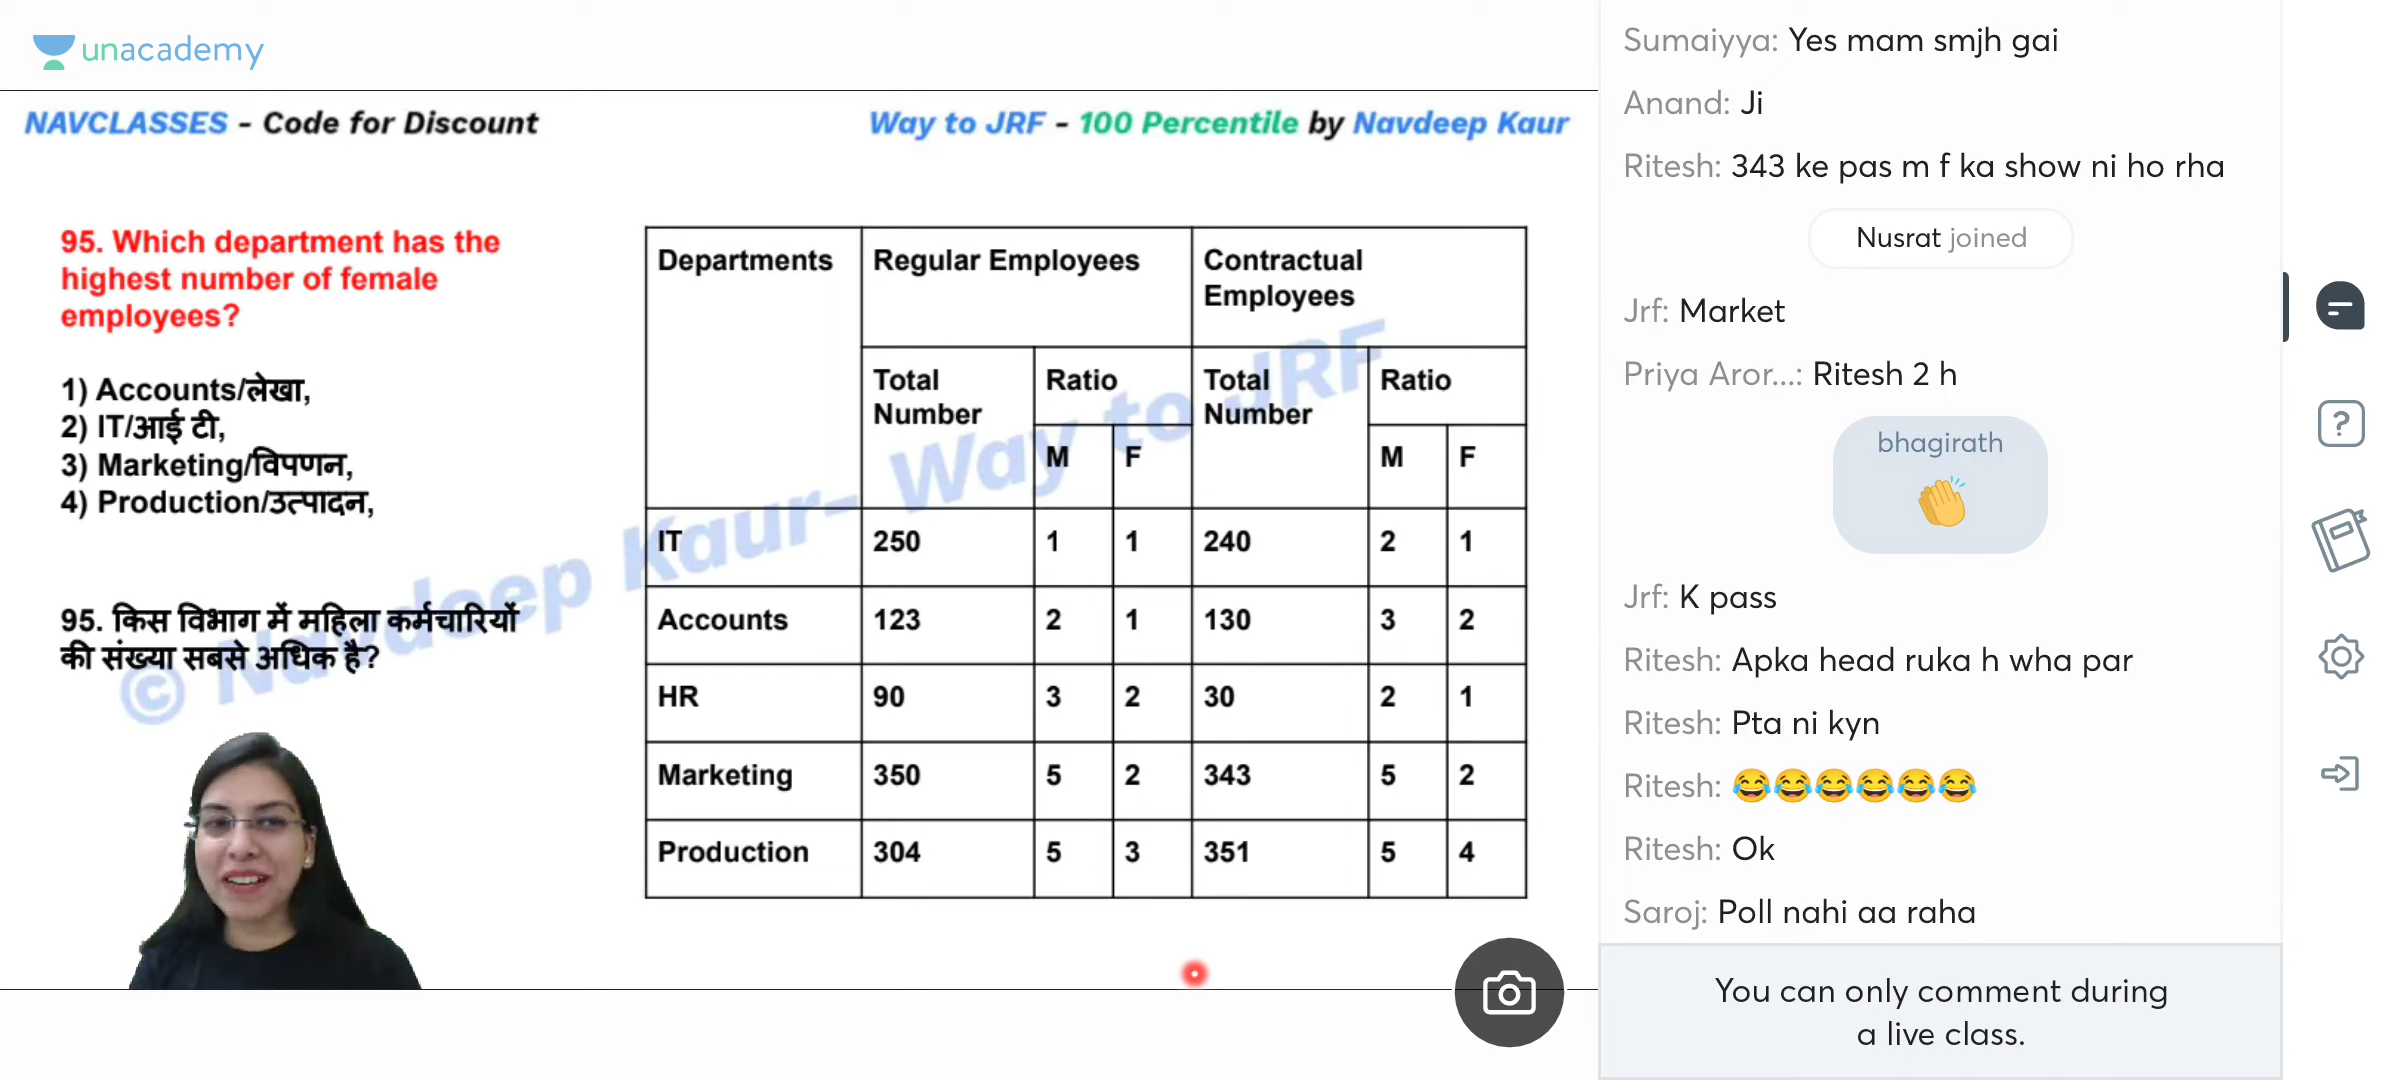 unacademy
NAVCLASSES - Code for Discount
Way to JRF - 100 Percentile by Navdeep Kaur
95. Which department has the
highest number of female
employees?
1) Accounts/लेखा,
2) IT/आई टी,
3) Marketing/विपणन,
4) Production/उत्पादन,
95. किस विभाग में महिला कर्मचारियों
की संख्या सबसे अधिक है?
Departments Regular Employees Contractual
Employees
Total Ratio Total Ratio
Number Number
M F M F
IT 250 1 1 240 2 1
Accounts 123 2 1 130 3 2
HR 90 3 2 30 2 1
Marketing 350 5 2 343 5 2
Production 304 5 3 351 5 4
© Navdeep Kaur- Way to JRF
Sumaiyya: Yes mam smjh gai
Anand: Ji
Ritesh: 343 ke pas m f ka show ni ho rha
Nusrat joined
Jrf: Market
Priya Aror...: Ritesh 2 h
bhagirath
👏
Jrf: K pass
Ritesh: Apka head ruka h wha par
Ritesh: Pta ni kyn
Ritesh: 😂😂😂😂😂😂
Ritesh: Ok
Saroj: Poll nahi aa raha
You can only comment during
a live class.
?